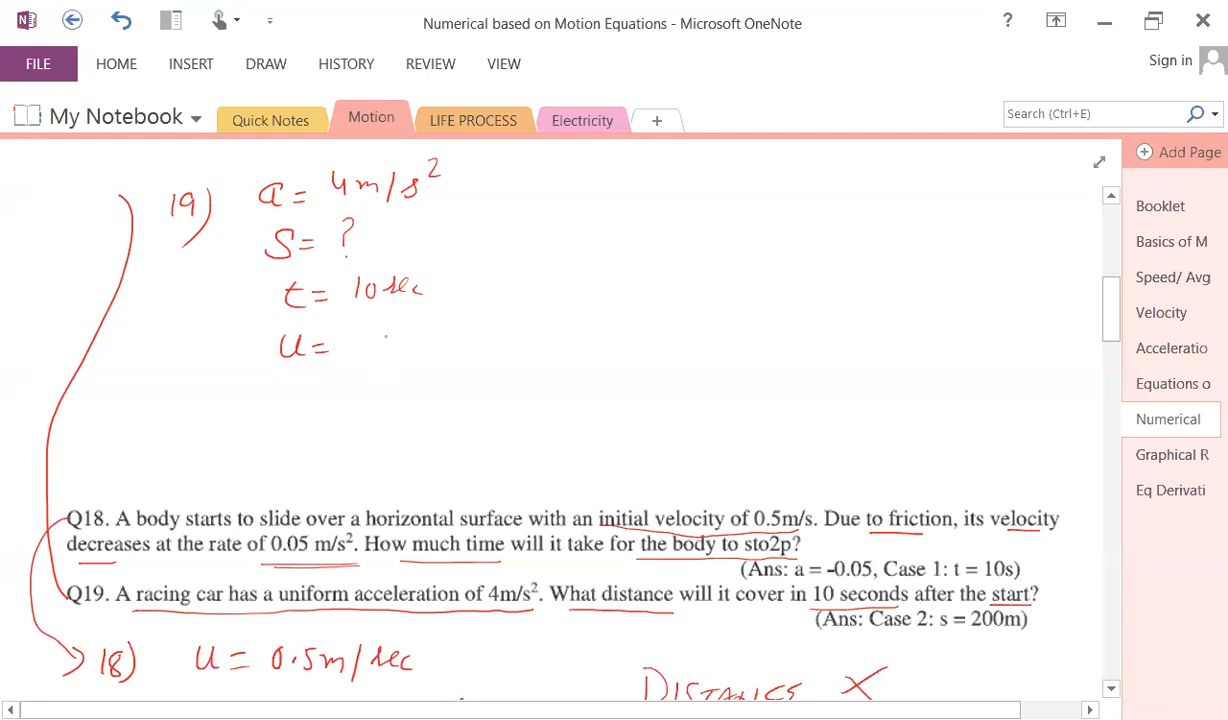 Numerical based on Motion Equations - Microsoft OneNote
FILE HOME INSERT DRAW HISTORY REVIEW VIEW
Sign in
My Notebook
Quick Notes
Motion
LIFE PROCESS
Electricity
Search (Ctrl+E)
Add Page
Booklet
Basics of M
Speed/ Avg
Velocity
Acceleratio
Equations o
Numerical
Graphical R
Eq Derivati
19) a = 4m/s²
S = ?
t = 10 sec
u =
Q18. A body starts to slide over a horizontal surface with an initial velocity of 0.5m/s. Due to friction, its velocity
decreases at the rate of 0.05 m/s². How much time will it take for the body to sto2p?
(Ans: a = -0.05, Case 1: t = 10s)
Q19. A racing car has a uniform acceleration of 4m/s². What distance will it cover in 10 seconds after the start?
(Ans: Case 2: s = 200m)
18) u = 0.5m/sec
DISTANCE X